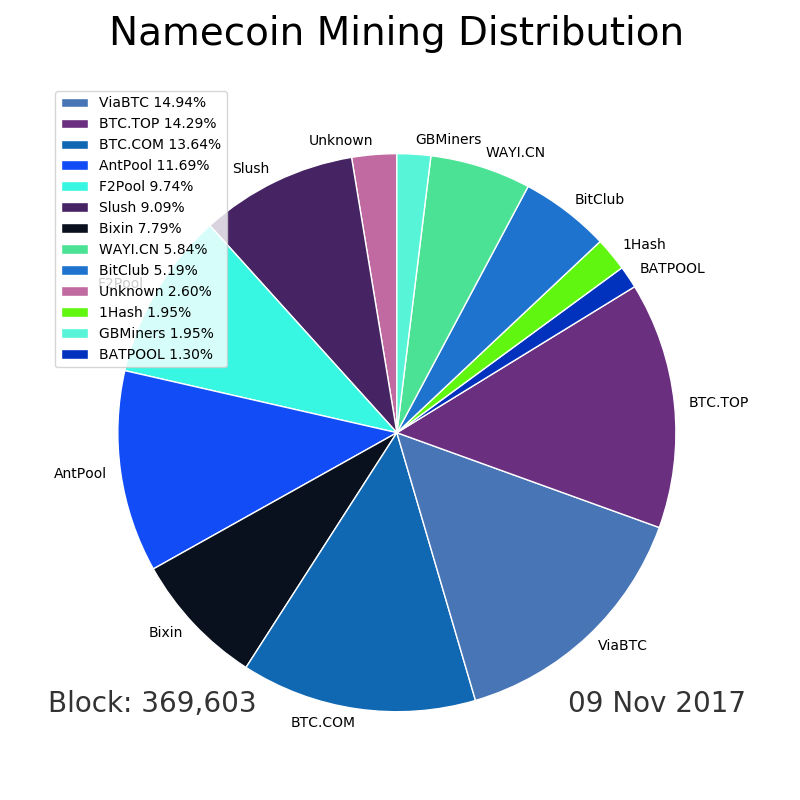 Namecoin Mining Distribution
ViaBTC 14.94%
BTC.TOP 14.29%
BTC.COM 13.64%
AntPool 11.69%
F2Pool 9.74%
Slush 9.09%
Bixin 7.79%
WAYI.CN 5.84%
BitClub 5.19%
Unknown 2.60%
1Hash 1.95%
GBMiners 1.95%
BATPOOL 1.30%
Unknown
GBMiners
WAYI.CN
Slush
BitClub
1Hash
BATPOOL
F2Pool
BTC.TOP
AntPool
Bixin
ViaBTC
BTC.COM
Block: 369,603
09 Nov 2017